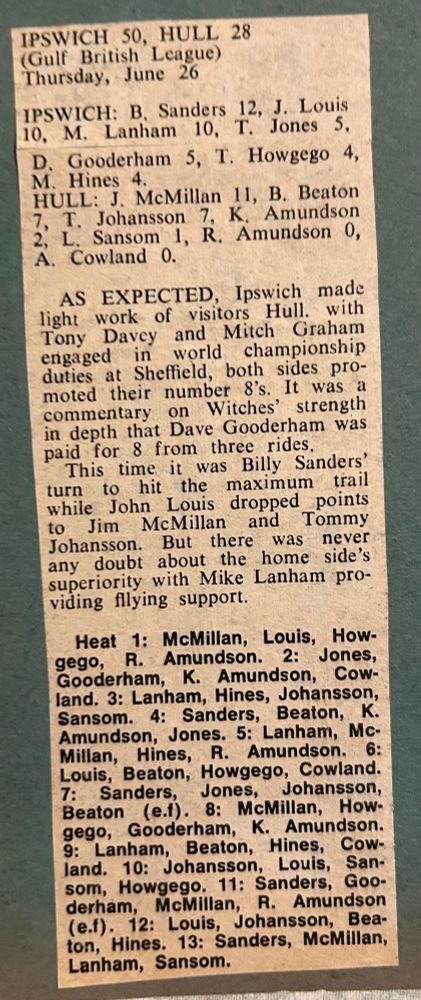 IPSWICH 50, HULL 28
(Gulf British League)
Thursday, June 26
IPSWICH: B. Sanders 12, J. Louis
10, M. Lanham 10, T. Jones 5,
D. Gooderham 5, T. Howgego 4,
M. Hines 4.
HULL: J. McMillan 11, B. Beaton
7, T. Johansson 7, K. Amundson
2, L. Sansom 1, R. Amundson 0,
A. Cowland 0.
AS EXPECTED, Ipswich made
light work of visitors Hull. with
Tony Davey and Mitch Graham
engaged in world championship
duties at Sheffield, both sides pro-
moted their number 8's. It was a
commentary on Witches' strength
in depth that Dave Gooderham was
paid for 8 from three rides.
This time it was Billy Sanders'
turn to hit the maximum trail
while John Louis dropped points
to Jim McMillan and Tommy
Johansson. But there was never
any doubt about the home side's
superiority with Mike Lanham pro-
viding fllying support.
Heat 1: McMillan, Louis, How-
gego, R. Amundson. 2: Jones,
Gooderham, K. Amundson, Cow-
land. 3: Lanham, Hines, Johansson,
Sansom. 4: Sanders, Beaton, K.
Amundson, Jones. 5: Lanham, Mc-
Millan, Hines, R. Amundson. 6:
Louis, Beaton, Howgego, Cowland.
7: Sanders, Jones, Johansson,
Beaton (e.f). 8: McMillan, How-
gego, Gooderham, K. Amundson.
9: Lanham, Beaton, Hines, Cow-
land. 10: Johansson, Louis, San-
som, Howgego. 11: Sanders, Goo-
derham, McMillan, R. Amundson
(e.f). 12: Louis, Johansson, Bea-
ton, Hines. 13: Sanders, McMillan,
Lanham, Sansom.